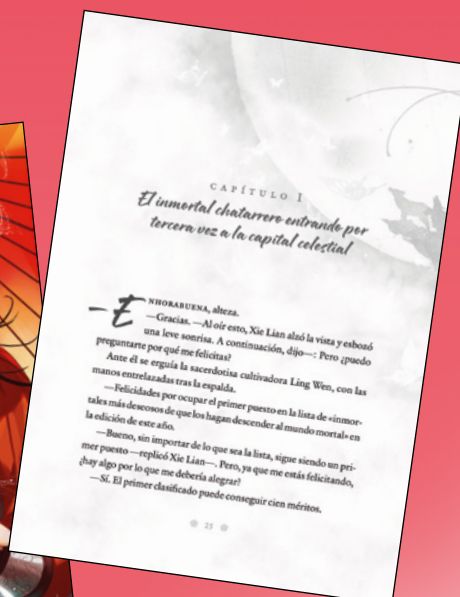 CAPÍTULO I
El inmortal chatarrero entrando por
tercera vez a la capital celestial
—ENHORABUENA, alteza.
—Gracias. —Al oír esto, Xie Lian alzó la vista y esbozó
una leve sonrisa. A continuación, dijo—: Pero ¿puedo
preguntarte por qué me felicitas?
Ante él se erguía la sacerdotisa cultivadora Ling Wen, con las
manos entrelazadas tras la espalda.
—Felicidades por ocupar el primer puesto en la lista de «inmor-
tales más deseosos de que los hagan descender al mundo mortal» en
la edición de este año.
—Bueno, sin importar de lo que sea la lista, sigue siendo un pri-
mer puesto —replicó Xie Lian—. Pero, ya que me estás felicitando,
¿hay algo por lo que me debería alegrar?
—Sí. El primer clasificado puede conseguir cien méritos.
25